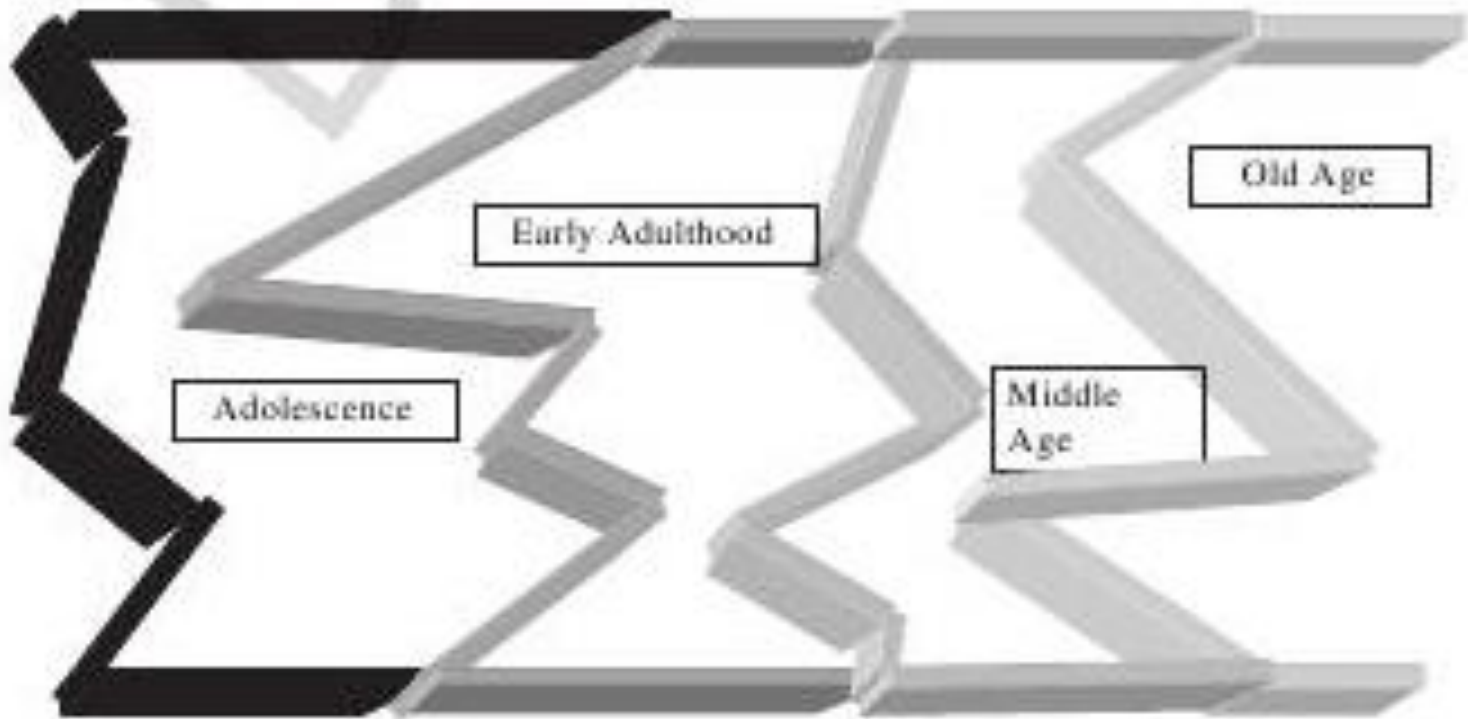 Old Age
Early Adulthood
Middle
Age
Adolescence